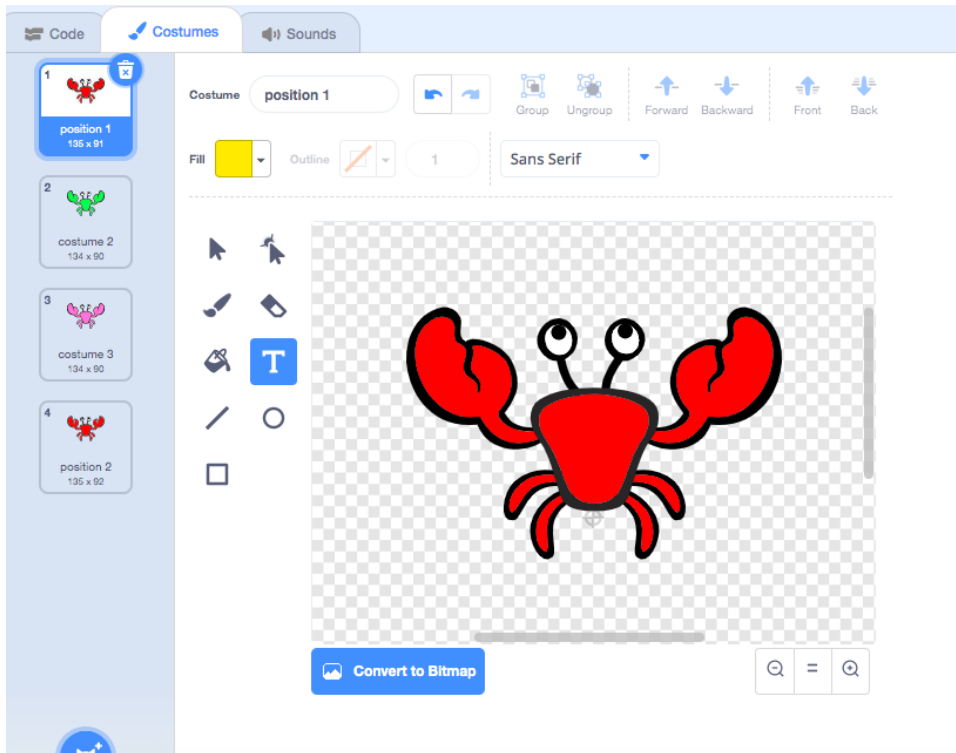 Code Costumes Sounds
1
position 1
135 x 91
2
costume 2
134 x 90
3
costume 3
134 x 90
4
position 2
135 x 92
Costume position 1 Group Ungroup Forward Backward Front Back
Fill Outline 1 Sans Serif
T
Convert to Bitmap
=